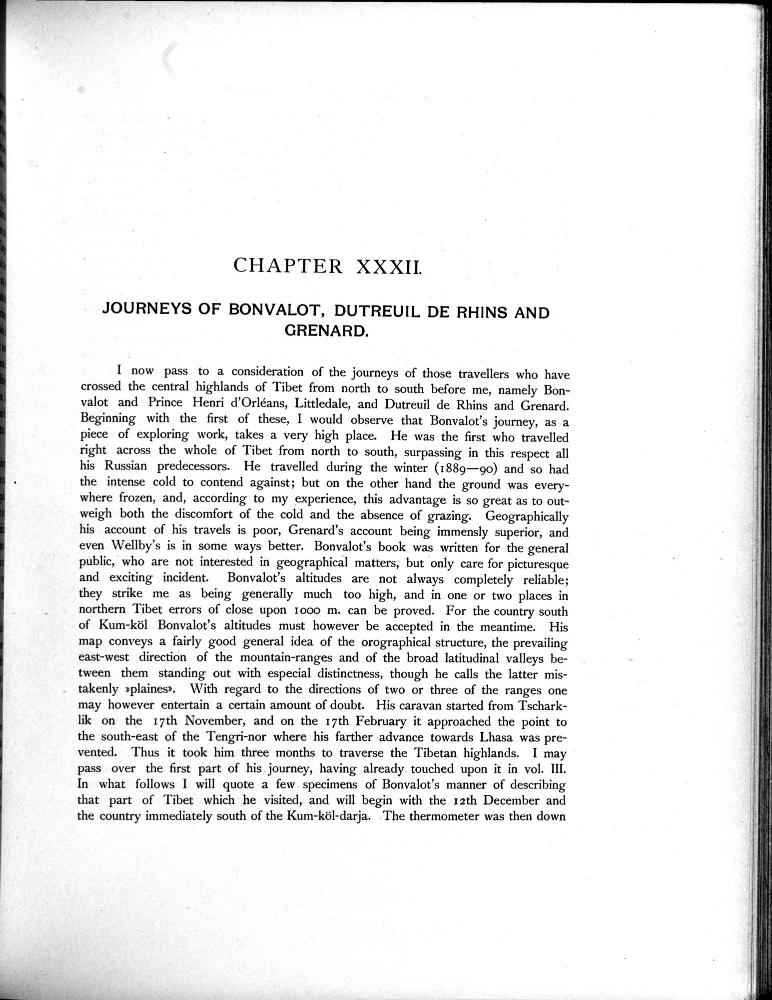 CHAPTER XXXII.
JOURNEYS OF BONVALOT, DUTREUIL DE RHINS AND
GRENARD.
I now pass to a consideration of the journeys of those travellers who have
crossed the central highlands of Tibet from north to south before me, namely Bon-
valot and Prince Henri d'Orléans, Littledale, and Dutreuil de Rhins and Grenard.
Beginning with the first of these, I would observe that Bonvalot's journey, as a
piece of exploring work, takes a very high place. He was the first who travelled
right across the whole of Tibet from north to south, surpassing in this respect all
his Russian predecessors. He travelled during the winter (1889—90) and so had
the intense cold to contend against; but on the other hand the ground was every-
where frozen, and, according to my experience, this advantage is so great as to out-
weigh both the discomfort of the cold and the absence of grazing. Geographically
his account of his travels is poor, Grenard's account being immensly superior, and
even Wellby's is in some ways better. Bonvalot's book was written for the general
public, who are not interested in geographical matters, but only care for picturesque
and exciting incident. Bonvalot's altitudes are not always completely reliable;
they strike me as being generally much too high, and in one or two places in
northern Tibet errors of close upon 1000 m. can be proved. For the country south
of Kum-köl Bonvalot's altitudes must however be accepted in the meantime. His
map conveys a fairly good general idea of the orographical structure, the prevailing
east-west direction of the mountain-ranges and of the broad latitudinal valleys be-
tween them standing out with especial distinctness, though he calls the latter mis-
takenly »plaines». With regard to the directions of two or three of the ranges one
may however entertain a certain amount of doubt. His caravan started from Tschark-
lik on the 17th November, and on the 17th February it approached the point to
the south-east of the Tengri-nor where his farther advance towards Lhasa was pre-
vented. Thus it took him three months to traverse the Tibetan highlands. I may
pass over the first part of his journey, having already touched upon it in vol. III.
In what follows I will quote a few specimens of Bonvalot's manner of describing
that part of Tibet which he visited, and will begin with the 12th December and
the country immediately south of the Kum-köl-darja. The thermometer was then down